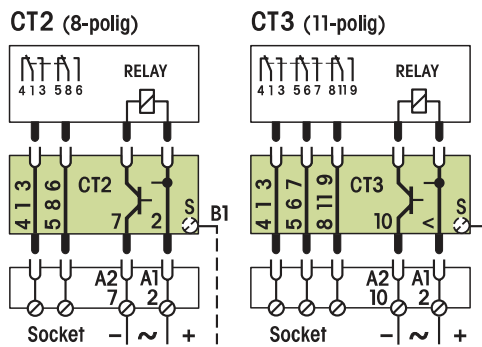 CT2 (8-polig)
RELAY
4 1 3 5 8 6
4 1 3
5 8 6
CT2
7
2
S
B1
A2
7
A1
2
Socket
− ~ +
CT3 (11-polig)
RELAY
4 1 3 5 6 7 8 11 9
4 1 3
5 6 7
8 11 9
CT3
10
<
S
A2
10
A1
2
Socket
− ~ +